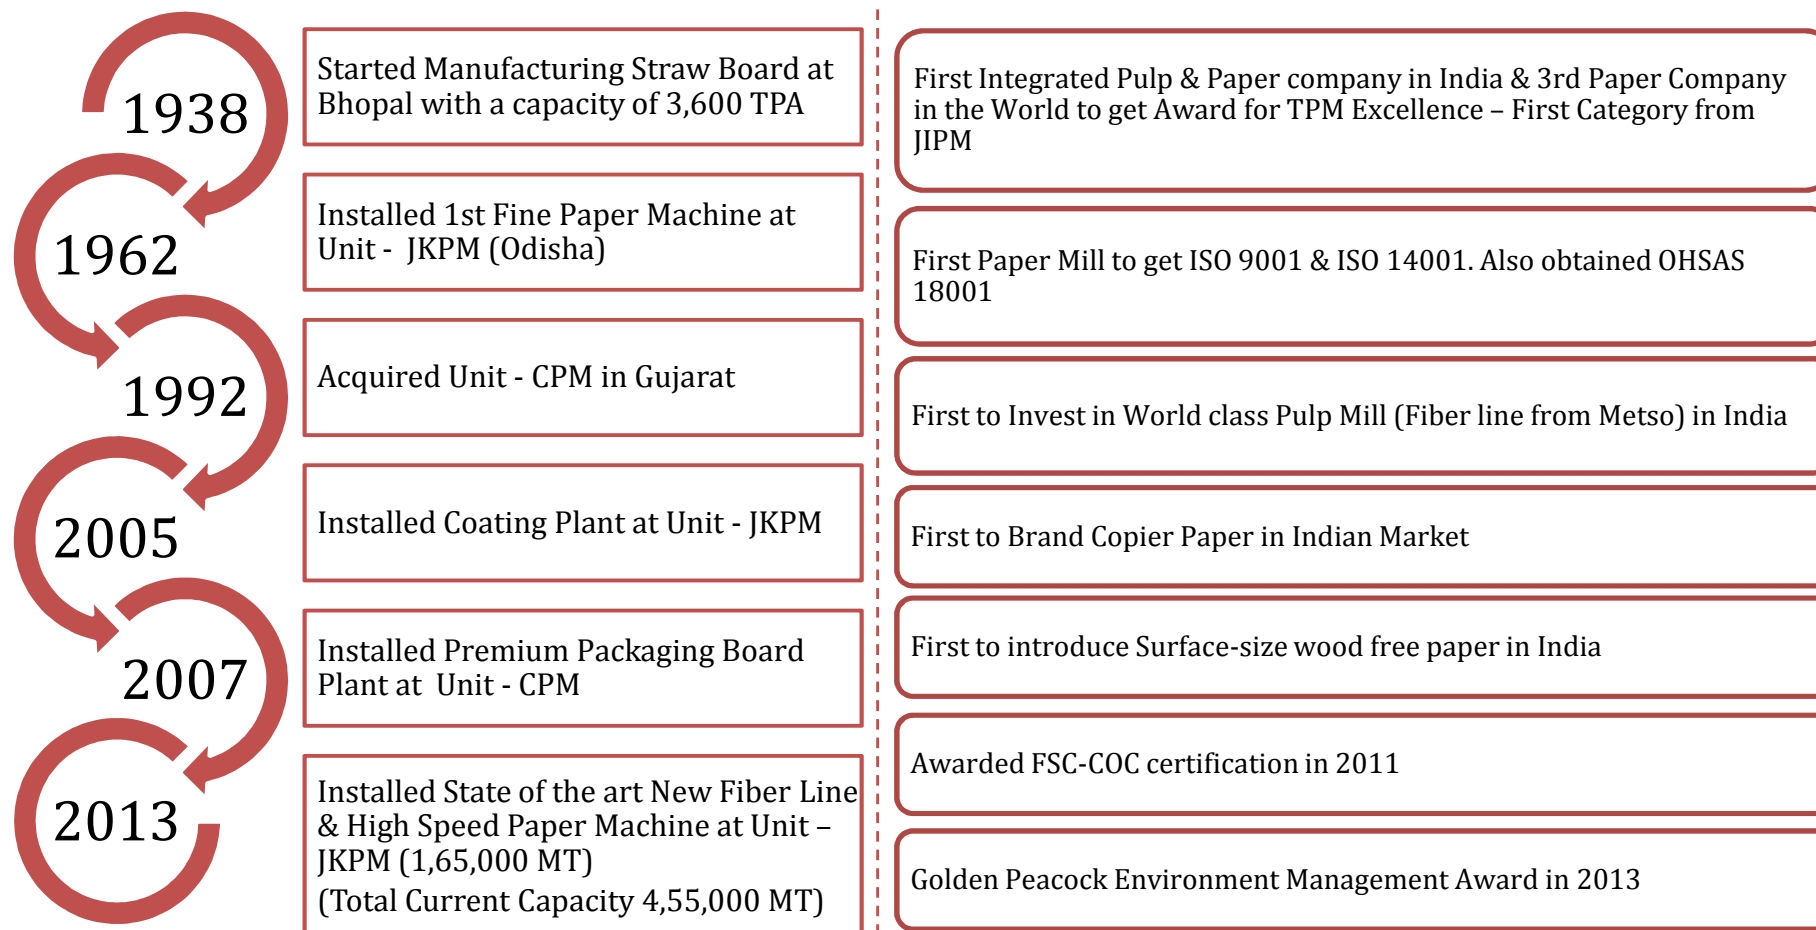 1938
Started Manufacturing Straw Board at
Bhopal with a capacity of 3,600 TPA
1962
Installed 1st Fine Paper Machine at
Unit - JKPM (Odisha)
1992
Acquired Unit - CPM in Gujarat
2005
Installed Coating Plant at Unit - JKPM
2007
Installed Premium Packaging Board
Plant at Unit - CPM
2013
Installed State of the art New Fiber Line
& High Speed Paper Machine at Unit –
JKPM (1,65,000 MT)
(Total Current Capacity 4,55,000 MT)
First Integrated Pulp & Paper company in India & 3rd Paper Company
in the World to get Award for TPM Excellence – First Category from
JIPM
First Paper Mill to get ISO 9001 & ISO 14001. Also obtained OHSAS
18001
First to Invest in World class Pulp Mill (Fiber line from Metso) in India
First to Brand Copier Paper in Indian Market
First to introduce Surface-size wood free paper in India
Awarded FSC-COC certification in 2011
Golden Peacock Environment Management Award in 2013